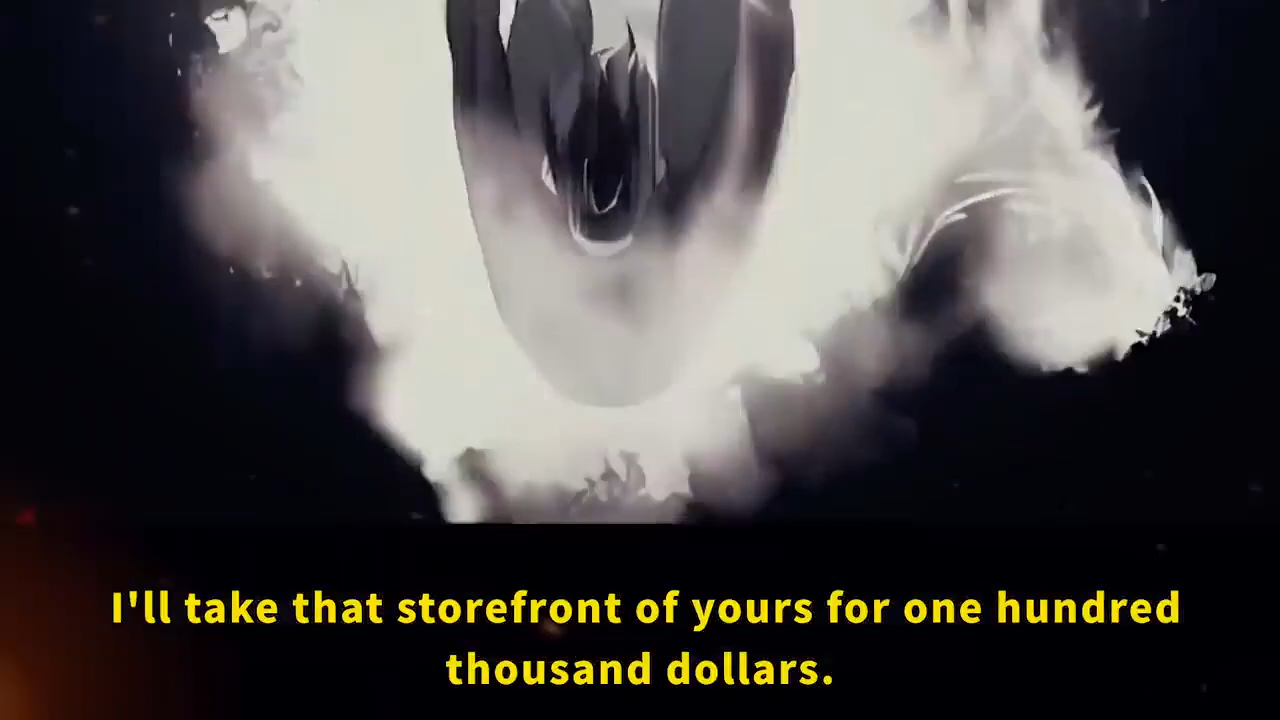 I'll take that storefront of yours for one hundred
thousand dollars.